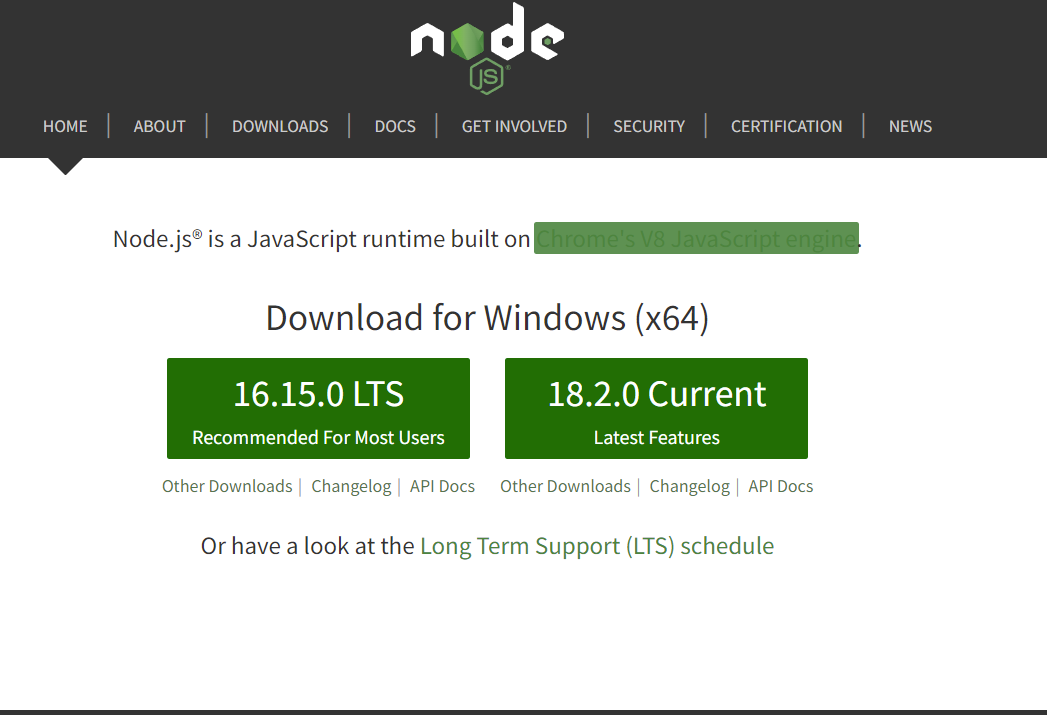 node
JS®
HOME | ABOUT | DOWNLOADS | DOCS | GET INVOLVED | SECURITY | CERTIFICATION | NEWS
Node.js® is a JavaScript runtime built on Chrome's V8 JavaScript engine.
Download for Windows (x64)
16.15.0 LTS
Recommended For Most Users
18.2.0 Current
Latest Features
Other Downloads | Changelog | API Docs
Other Downloads | Changelog | API Docs
Or have a look at the Long Term Support (LTS) schedule